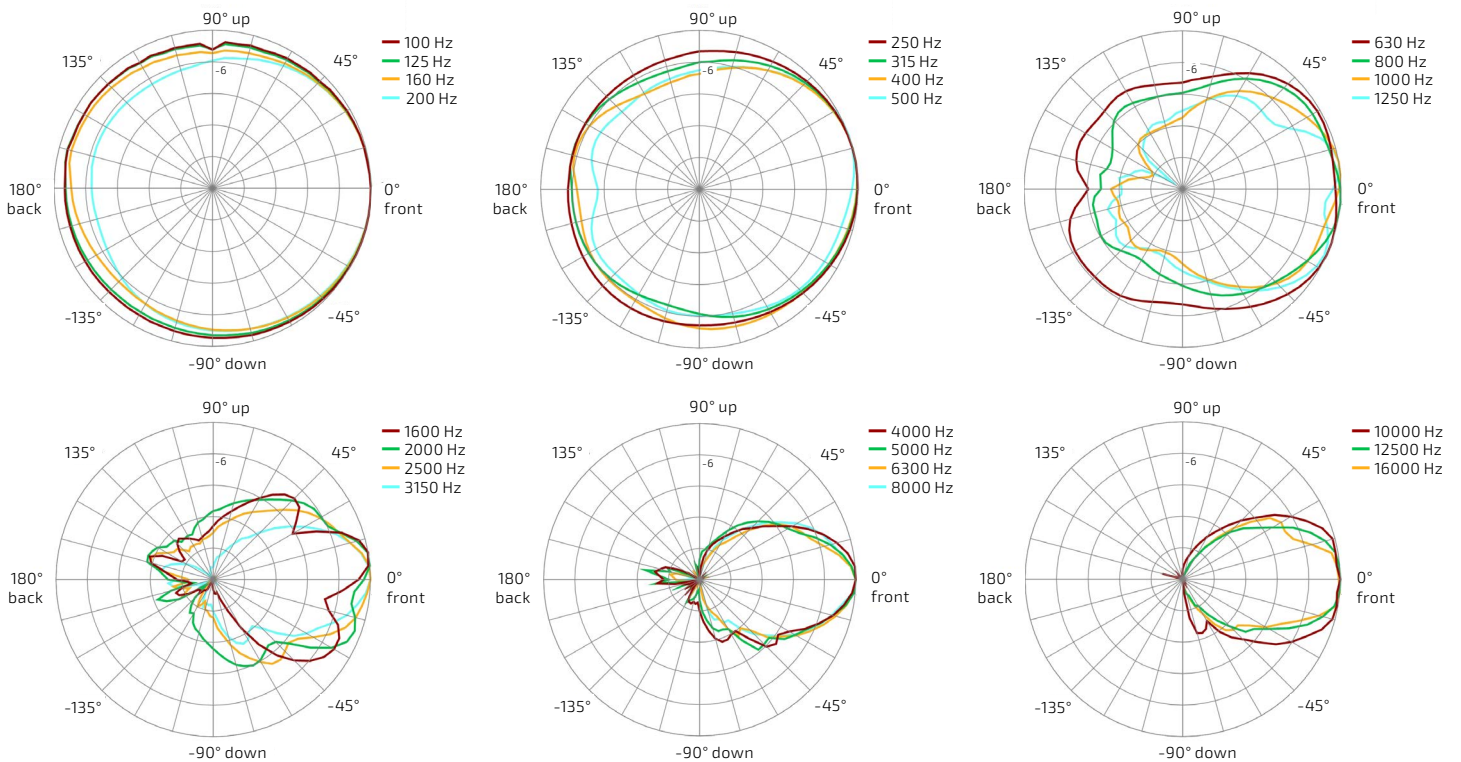 90° up
135°
45°
-6
180°
back
0°
front
-135°
-45°
-90° down
100 Hz
125 Hz
160 Hz
200 Hz
90° up
135°
45°
-6
180°
back
0°
front
-135°
-45°
-90° down
250 Hz
315 Hz
400 Hz
500 Hz
90° up
135°
45°
-6
180°
back
0°
front
-135°
-45°
-90° down
630 Hz
800 Hz
1000 Hz
1250 Hz
90° up
135°
45°
-6
180°
back
0°
front
-135°
-45°
-90° down
1600 Hz
2000 Hz
2500 Hz
3150 Hz
90° up
135°
45°
-6
180°
back
0°
front
-135°
-45°
-90° down
4000 Hz
5000 Hz
6300 Hz
8000 Hz
90° up
135°
45°
-6
180°
back
0°
front
-135°
-45°
-90° down
10000 Hz
12500 Hz
16000 Hz